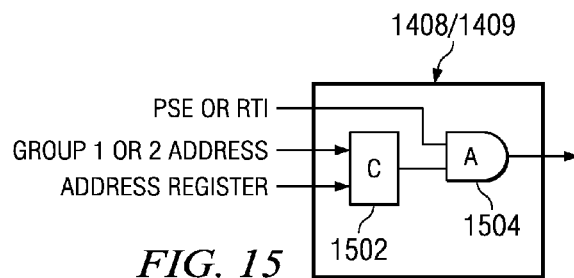 1408/1409
PSE OR RTI
GROUP 1 OR 2 ADDRESS
ADDRESS REGISTER
C
A
1502
1504
FIG. 15